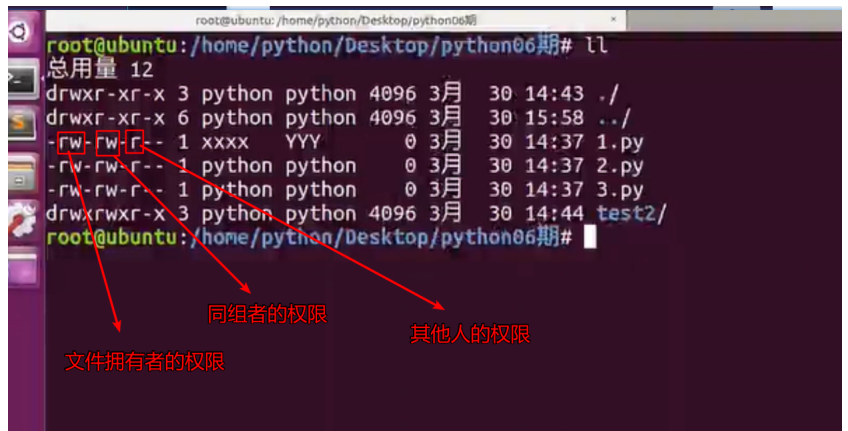 root@ubuntu: /home/python/Desktop/python06期
root@ubuntu:/home/python/Desktop/python06期# ll
总用量 12
drwxr-xr-x 3 python python 4096 3月 30 14:43 ./
drwxr-xr-x 6 python python 4096 3月 30 15:58 ../
-rw-rw-r-- 1 xxxx YYY 0 3月 30 14:37 1.py
-rw-rw-r-- 1 python python 0 3月 30 14:37 2.py
-rw-rw-r-- 1 python python 0 3月 30 14:37 3.py
drwxrwxr-x 3 python python 4096 3月 30 14:44 test2/
root@ubuntu:/home/python/Desktop/python06期#
同组者的权限
其他人的权限
文件拥有者的权限